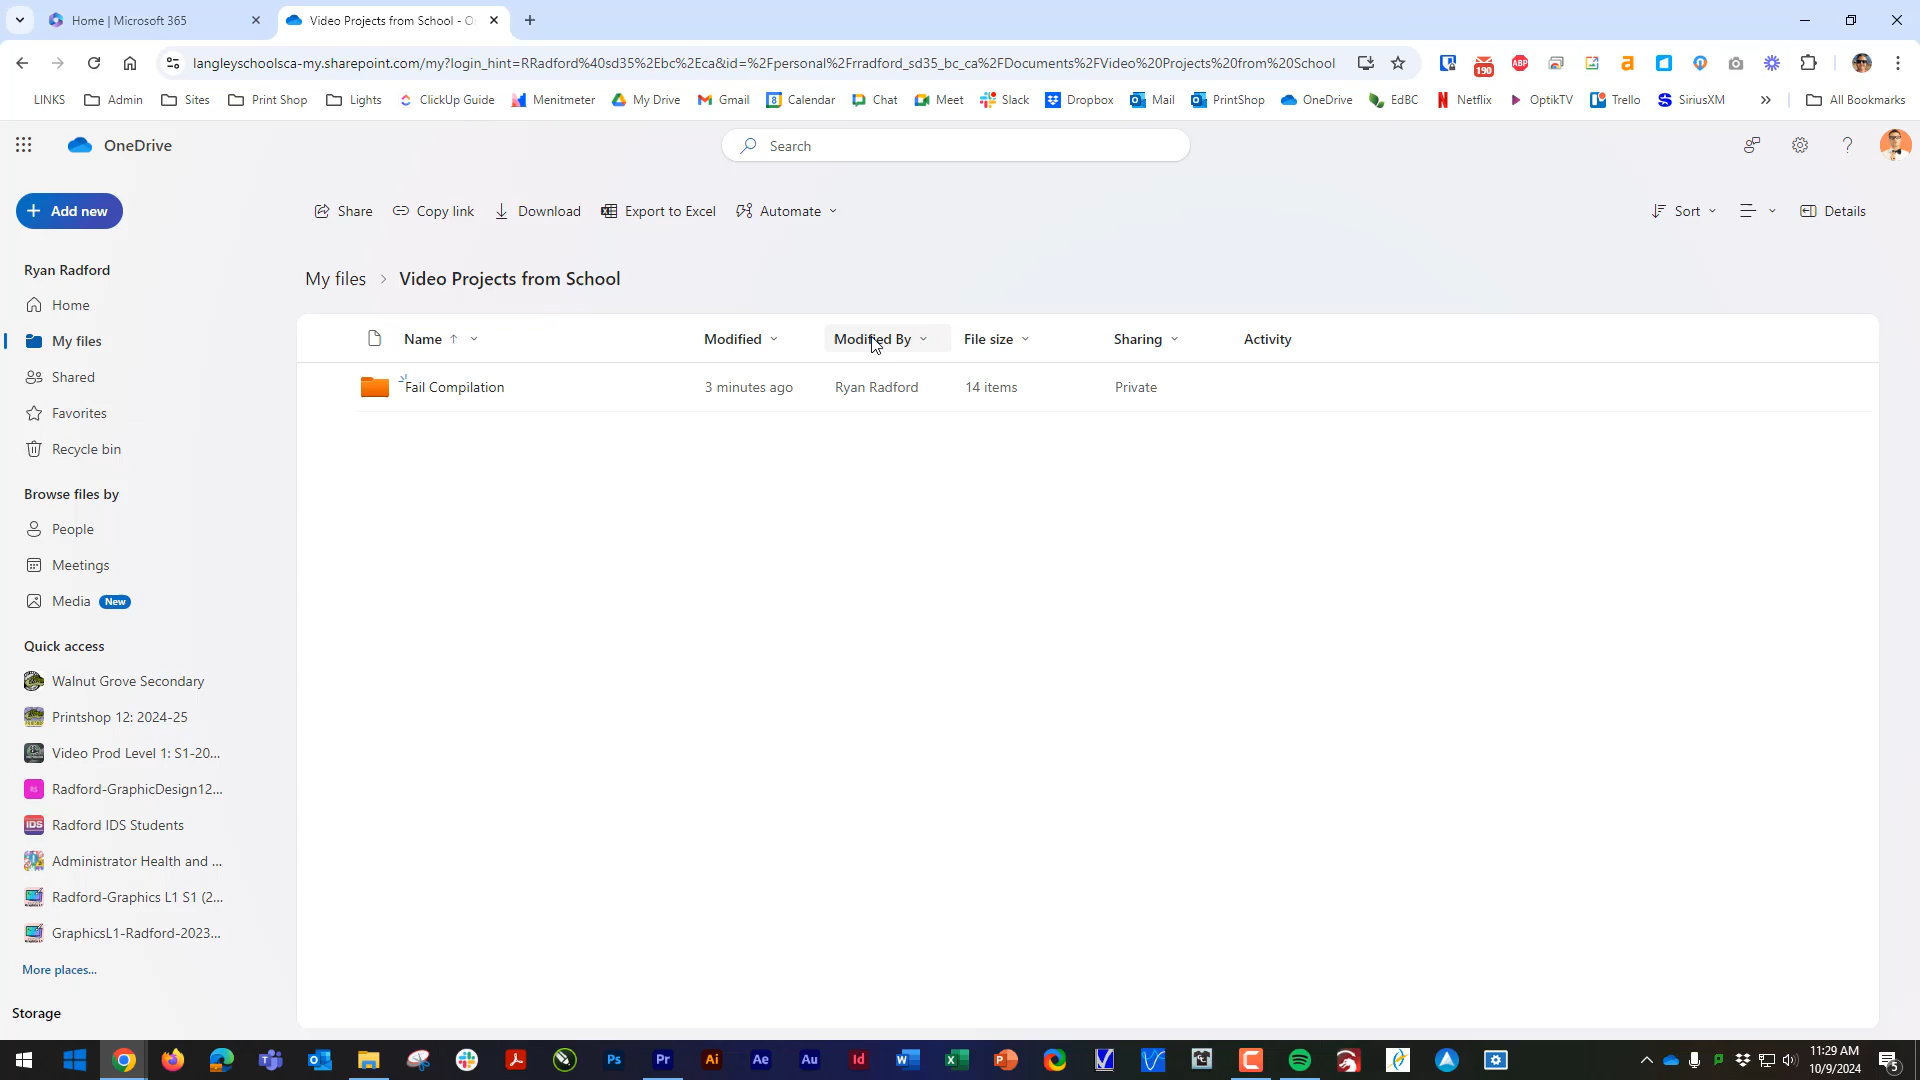 Home | Microsoft 365
Video Projects from School - O
langleyschoolsca-my.sharepoint.com/my?login_hint=RRadford%40sd35%2Ebc%2Eca&id=%2Fpersonal%2Frradford_sd35_bc_ca%2FDocuments%2FVideo%20Projects%20from%20School
190
ABP
LINKS Admin Sites Print Shop Lights ClickUp Guide Menitmeter My Drive Gmail Calendar Chat Meet Slack Dropbox Mail PrintShop OneDrive EdBC Netflix OptikTV Trello SiriusXM » All Bookmarks
OneDrive
Search
Add new
Share Copy link Download Export to Excel Automate
Sort Details
My files > Video Projects from School
Name Modified Modified By File size Sharing Activity
Fail Compilation 3 minutes ago Ryan Radford 14 items Private
Ryan Radford
Home
My files
Shared
Favorites
Recycle bin
Browse files by
People
Meetings
Media New
Quick access
Walnut Grove Secondary
Printshop 12: 2024-25
Video Prod Level 1: S1-20...
Radford-GraphicDesign12...
IDS Radford IDS Students
Administrator Health and ...
Radford-Graphics L1 S1 (2...
GraphicsL1-Radford-2023...
More places...
Storage
Ps Pr Ai Ae Au Id
11:29 AM
10/9/2024
5